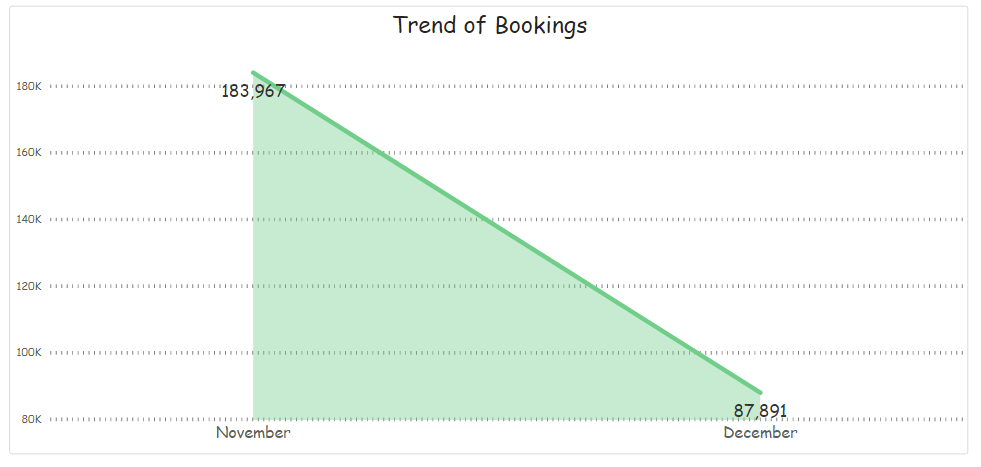 Trend of Bookings
180K
183,967
160K
140K
120K
100K
87,891
80K
November December